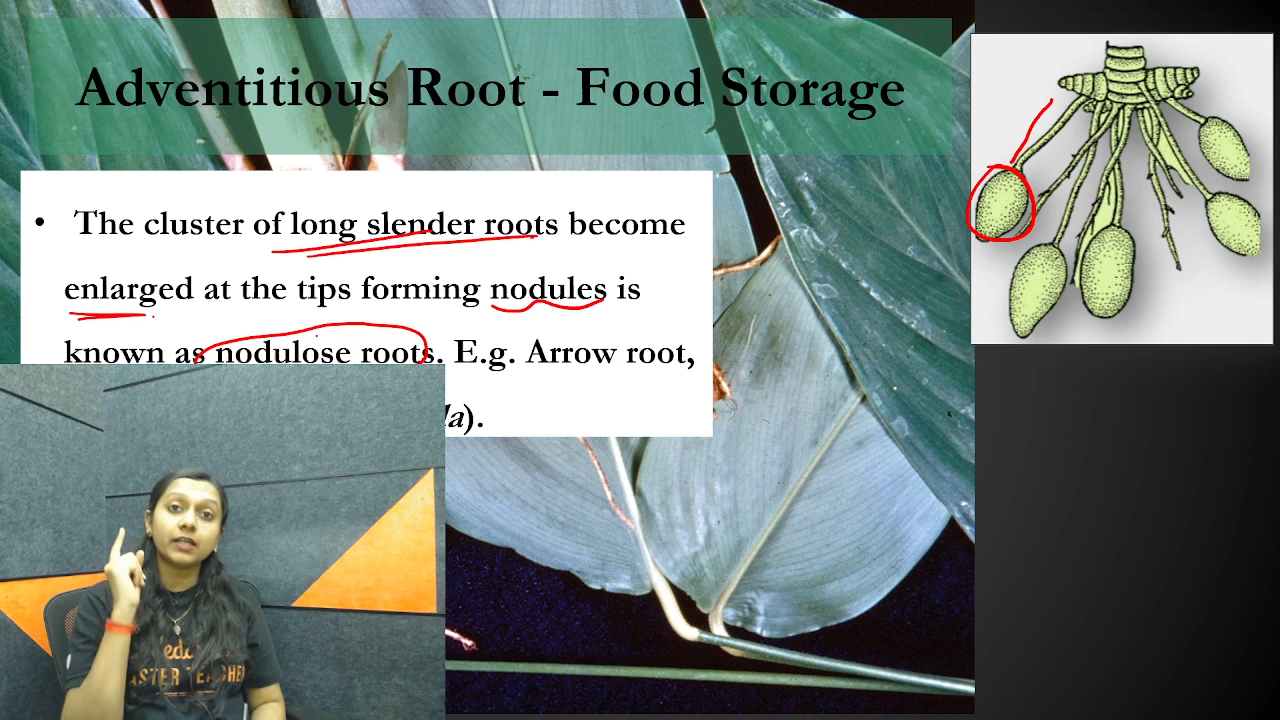 Adventitious Root - Food Storage
• The cluster of long slender roots become
enlarged at the tips forming nodules is
known as nodulose roots. E.g. Arrow root,
la).
ASTER TEACHER